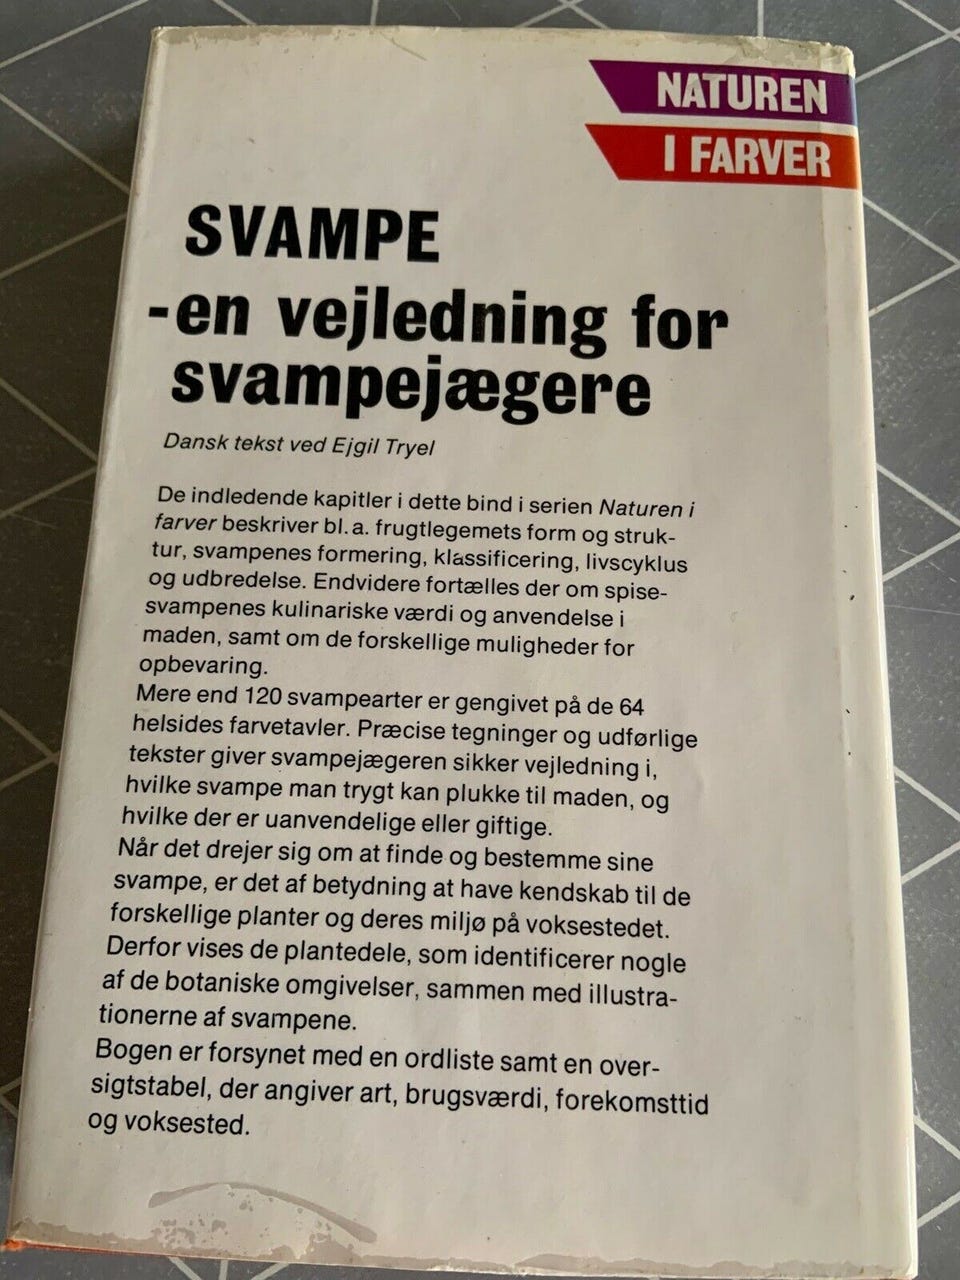 NATUREN
I FARVER
SVAMPE
-en vejledning for
svampejægere
Dansk tekst ved Ejgil Tryel
De indledende kapitler i dette bind i serien Naturen i
farver beskriver bl.a. frugtlegemets form og struk-
tur, svampenes formering, klassificering, livscyklus
og udbredelse. Endvidere fortælles der om spise-
svampenes kulinariske værdi og anvendelse i
maden, samt om de forskellige muligheder for
opbevaring.
Mere end 120 svampearter er gengivet på de 64
helsides farvetavler. Præcise tegninger og udførlige
tekster giver svampejægeren sikker vejledning i,
hvilke svampe man trygt kan plukke til maden, og
hvilke der er uanvendelige eller giftige.
Når det drejer sig om at finde og bestemme sine
svampe, er det af betydning at have kendskab til de
forskellige planter og deres miljø på voksestedet.
Derfor vises de plantedele, som identificerer nogle
af de botaniske omgivelser, sammen med illustra-
tionerne af svampene.
Bogen er forsynet med en ordliste samt en over-
sigtstabel, der angiver art, brugsværdi, forekomsttid
og voksested.